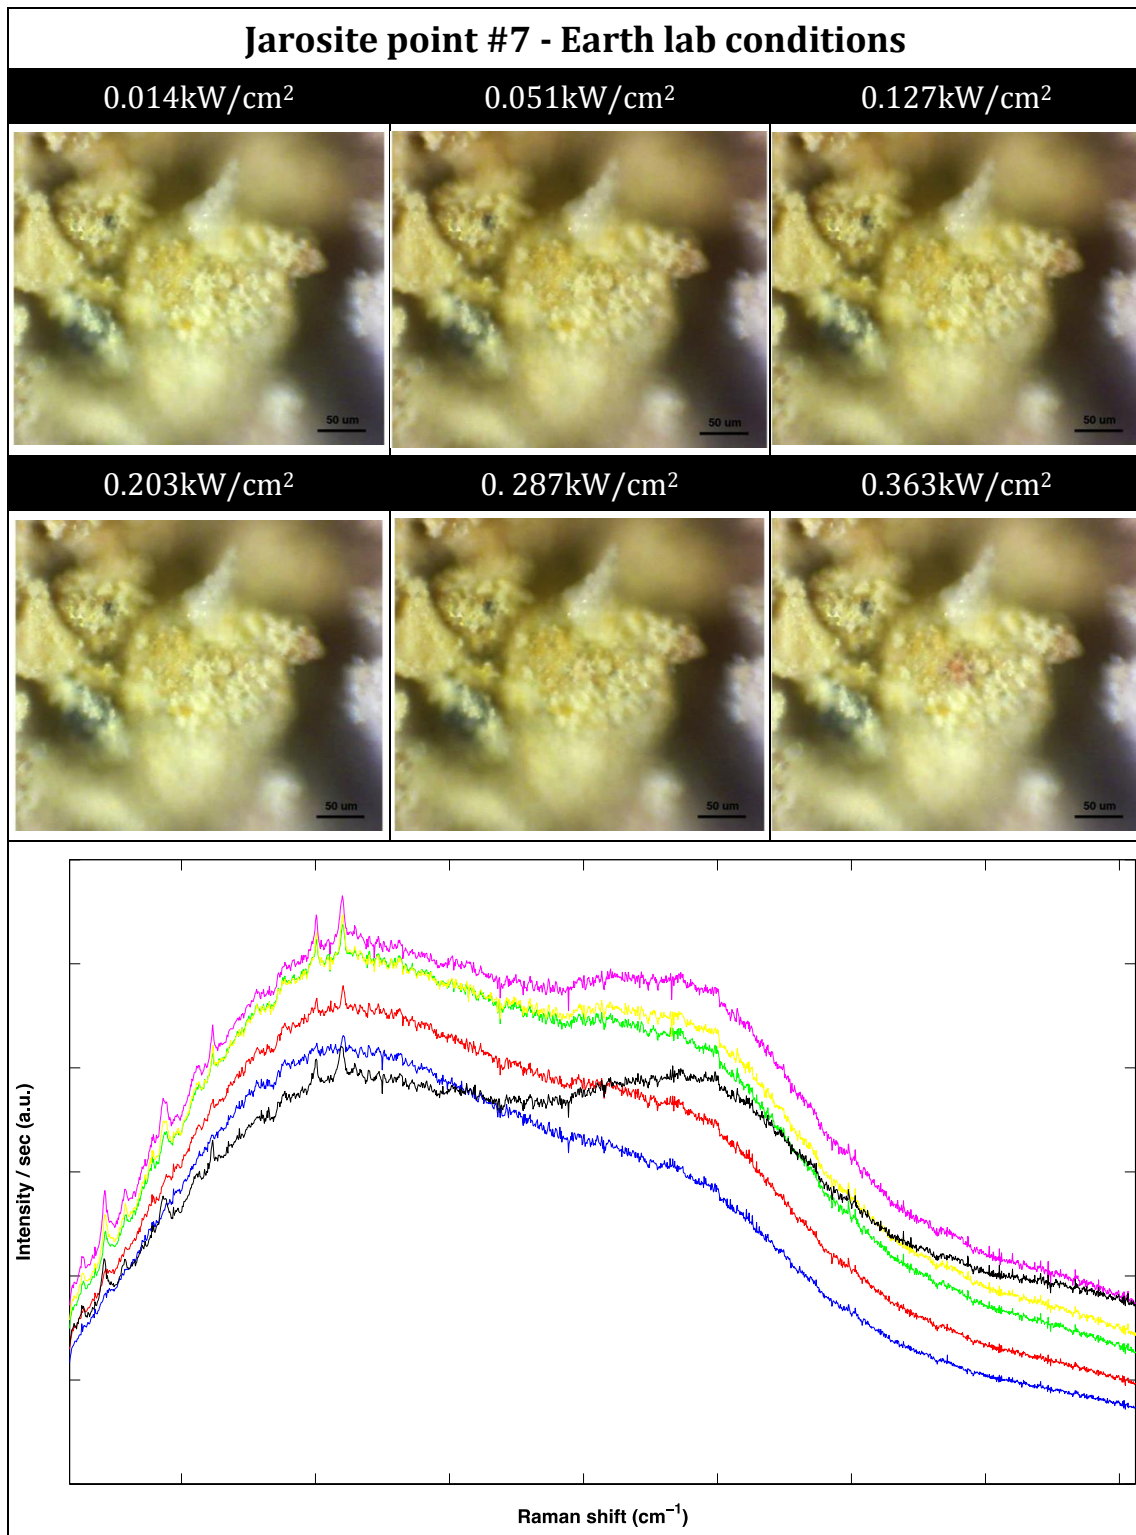 Jarosite point #7 - Earth lab conditions
0.014kW/cm²
0.051kW/cm²
0.127kW/cm²
50 um
50 um
50 um
0.203kW/cm²
0. 287kW/cm²
0.363kW/cm²
50 um
50 um
50 um
Intensity / sec (a.u.)
Raman shift (cm⁻¹)